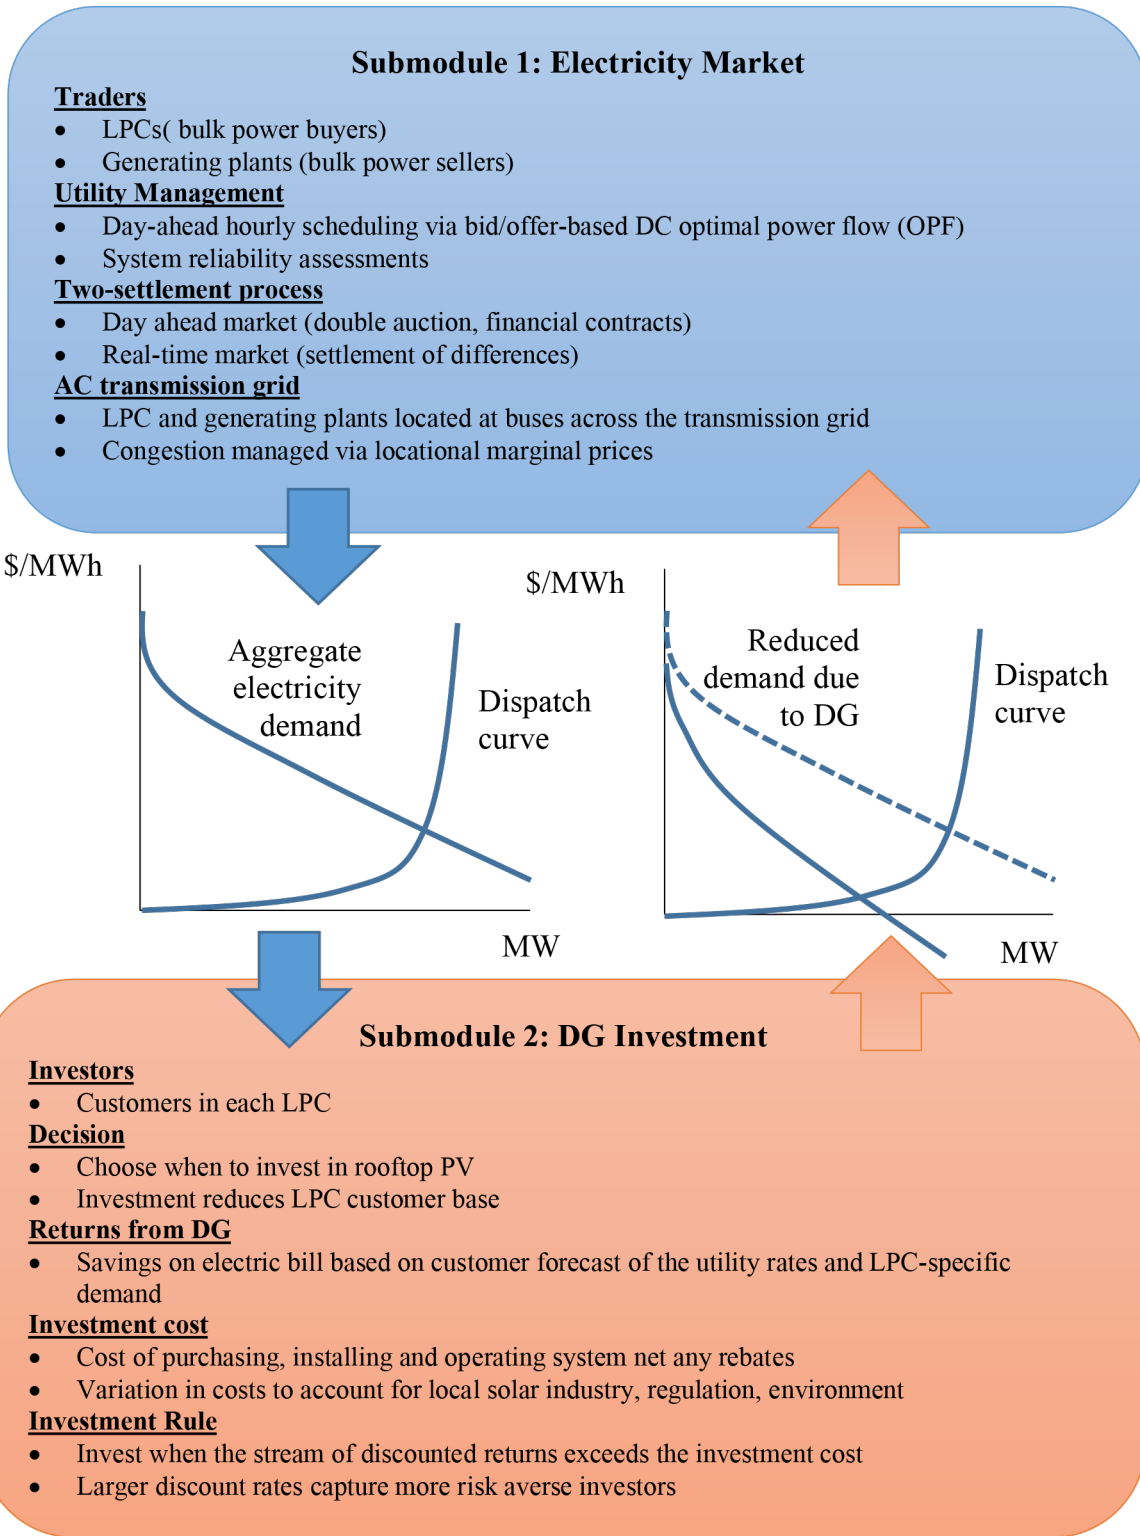 Submodule 1: Electricity Market
Traders
• LPCs( bulk power buyers)
• Generating plants (bulk power sellers)
Utility Management
• Day-ahead hourly scheduling via bid/offer-based DC optimal power flow (OPF)
• System reliability assessments
Two-settlement process
• Day ahead market (double auction, financial contracts)
• Real-time market (settlement of differences)
AC transmission grid
• LPC and generating plants located at buses across the transmission grid
• Congestion managed via locational marginal prices
$/MWh
Aggregate
electricity
demand
Dispatch
curve
MW
$/MWh
Reduced
demand due
to DG
Dispatch
curve
MW
Submodule 2: DG Investment
Investors
• Customers in each LPC
Decision
• Choose when to invest in rooftop PV
• Investment reduces LPC customer base
Returns from DG
• Savings on electric bill based on customer forecast of the utility rates and LPC-specific
demand
Investment cost
• Cost of purchasing, installing and operating system net any rebates
• Variation in costs to account for local solar industry, regulation, environment
Investment Rule
• Invest when the stream of discounted returns exceeds the investment cost
• Larger discount rates capture more risk averse investors